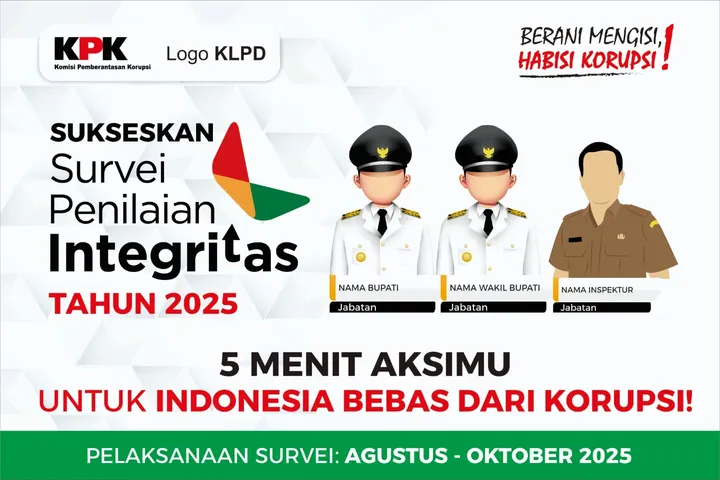 KPK
Komisi Pemberantasan Korupsi
Logo KLPD
BERANI MENGISI,
HABISI KORUPSI!
SUKSESKAN
Survei
Penilaian
Integritas
TAHUN 2025
NAMA BUPATI
Jabatan
NAMA WAKIL BUPATI
Jabatan
NAMA INSPEKTUR
Jabatan
5 MENIT AKSIMU
UNTUK INDONESIA BEBAS DARI KORUPSI!
PELAKSANAAN SURVEI: AGUSTUS - OKTOBER 2025